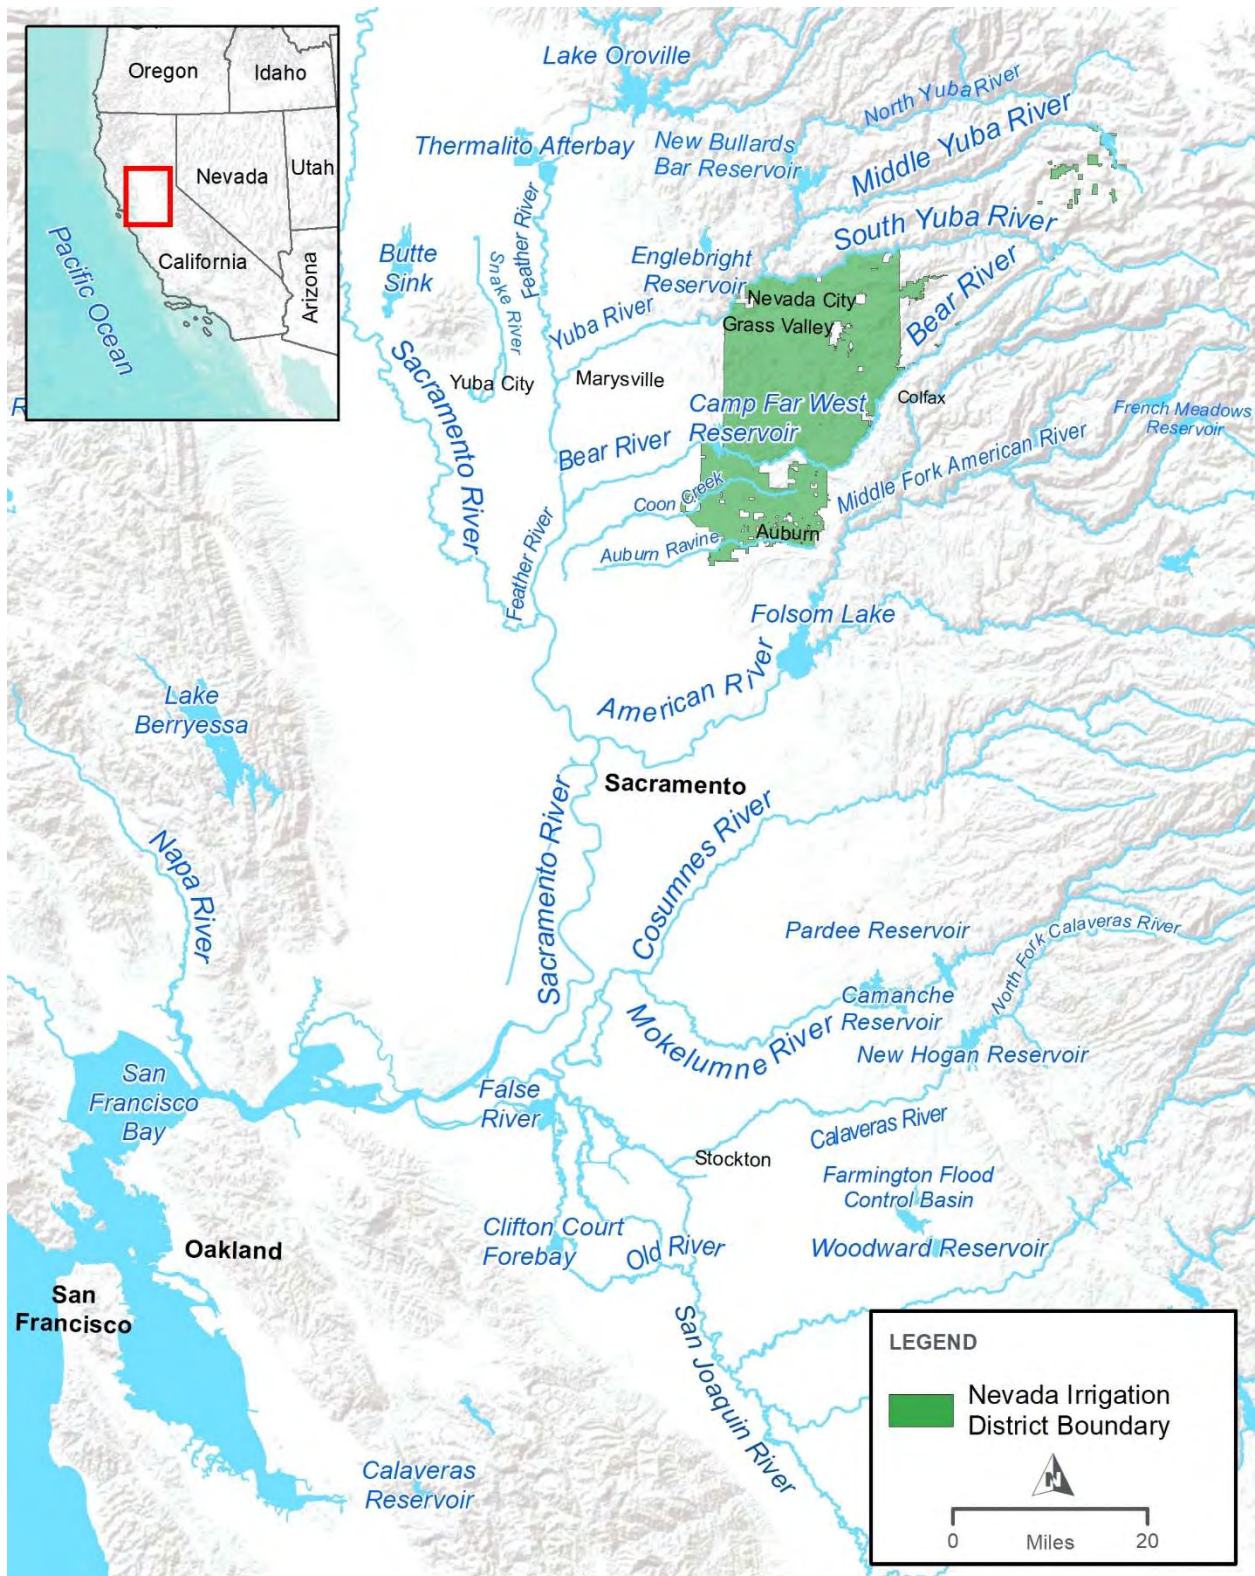 Oregon
Idaho
Nevada
Utah
California
Arizona
Pacific Ocean
R
Lake Oroville
North Yuba River
Thermalito Afterbay
New Bullards
Bar Reservoir
Middle Yuba River
South Yuba River
Feather River
Snake River
Butte
Sink
Englebright
Reservoir
Nevada City
Grass Valley
Bear River
Yuba River
Sacramento River
Yuba City
Marysville
Colfax
Camp Far West
Reservoir
French Meadows
Reservoir
Bear River
Middle Fork American River
Coon Creek
Auburn
Auburn Ravine
Feather River
Folsom Lake
American River
Lake
Berryessa
Sacramento
Sacramento River
Cosumnes River
Napa River
Pardee Reservoir
North Fork Calaveras River
Camanche
Reservoir
Mokelumne River
New Hogan Reservoir
San
Francisco
Bay
False
River
Calaveras River
Stockton
Farmington Flood
Control Basin
Clifton Court
Forebay
Old River
Woodward Reservoir
Oakland
San
Francisco
San Joaquin River
Calaveras
Reservoir
LEGEND
Nevada Irrigation
District Boundary
N
0 20
Miles